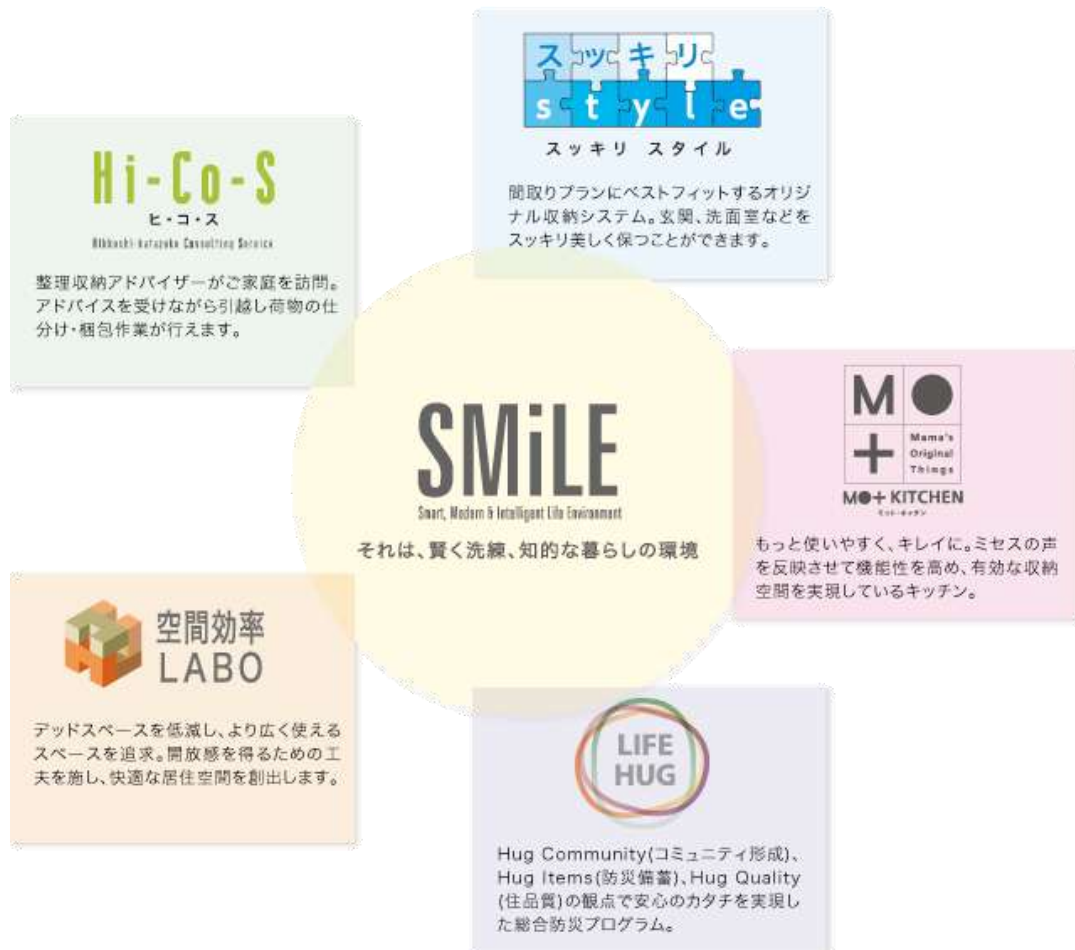 スッキリ
style
スッキリ スタイル
間取りプランにベストフィットするオリジ
ナル収納システム。玄関、洗面室などを
スッキリ美しく保つことができます。
Hi-Co-S
ヒ・コ・ス
Hikkoshi-katazuke Consulting Service
整理収納アドバイザーがご家庭を訪問。
アドバイスを受けながら引越し荷物の仕
分け・梱包作業が行えます。
SMiLE
Smart, Modern & Intelligent Life Environment
それは、賢く洗練、知的な暮らしの環境
M●
+
Mama's
Original
Things
M●+ KITCHEN
ミット・キッチン
もっと使いやすく、キレイに。ミセスの声
を反映させて機能性を高め、有効な収納
空間を実現しているキッチン。
空間効率
LABO
デッドスペースを低減し、より広く使える
スペースを追求。開放感を得るための工
夫を施し、快適な居住空間を創出します。
LIFE
HUG
Hug Community(コミュニティ形成)、
Hug Items(防災備蓄)、Hug Quality
(住品質)の観点で安心のカタチを実現し
た総合防災プログラム。